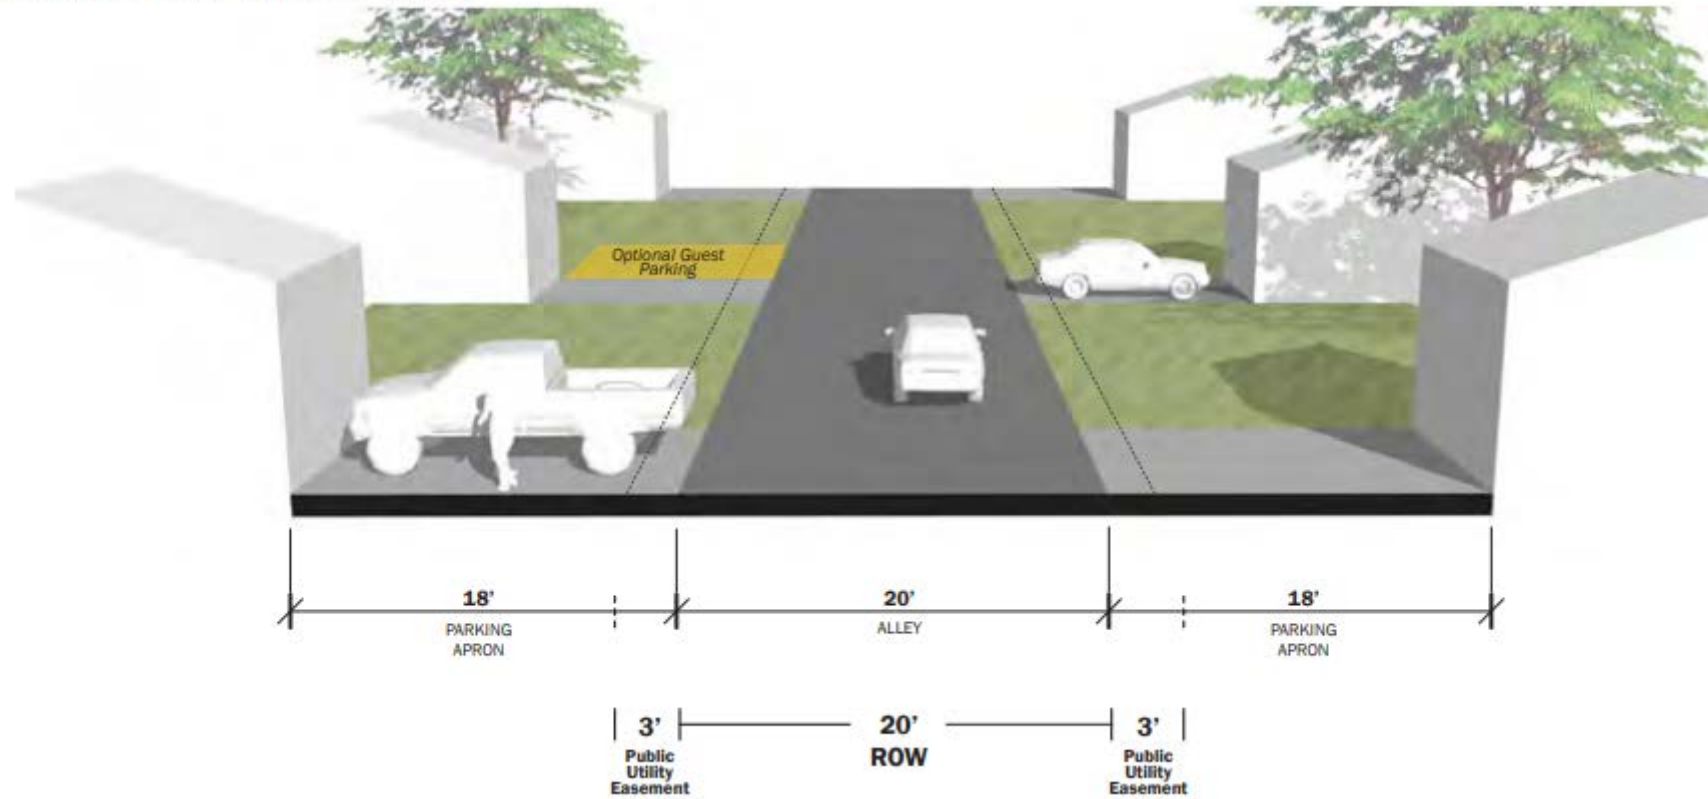 Optional Guest
Parking
18'
PARKING
APRON
20'
ALLEY
18'
PARKING
APRON
3'
Public
Utility
Easement
20'
ROW
3'
Public
Utility
Easement